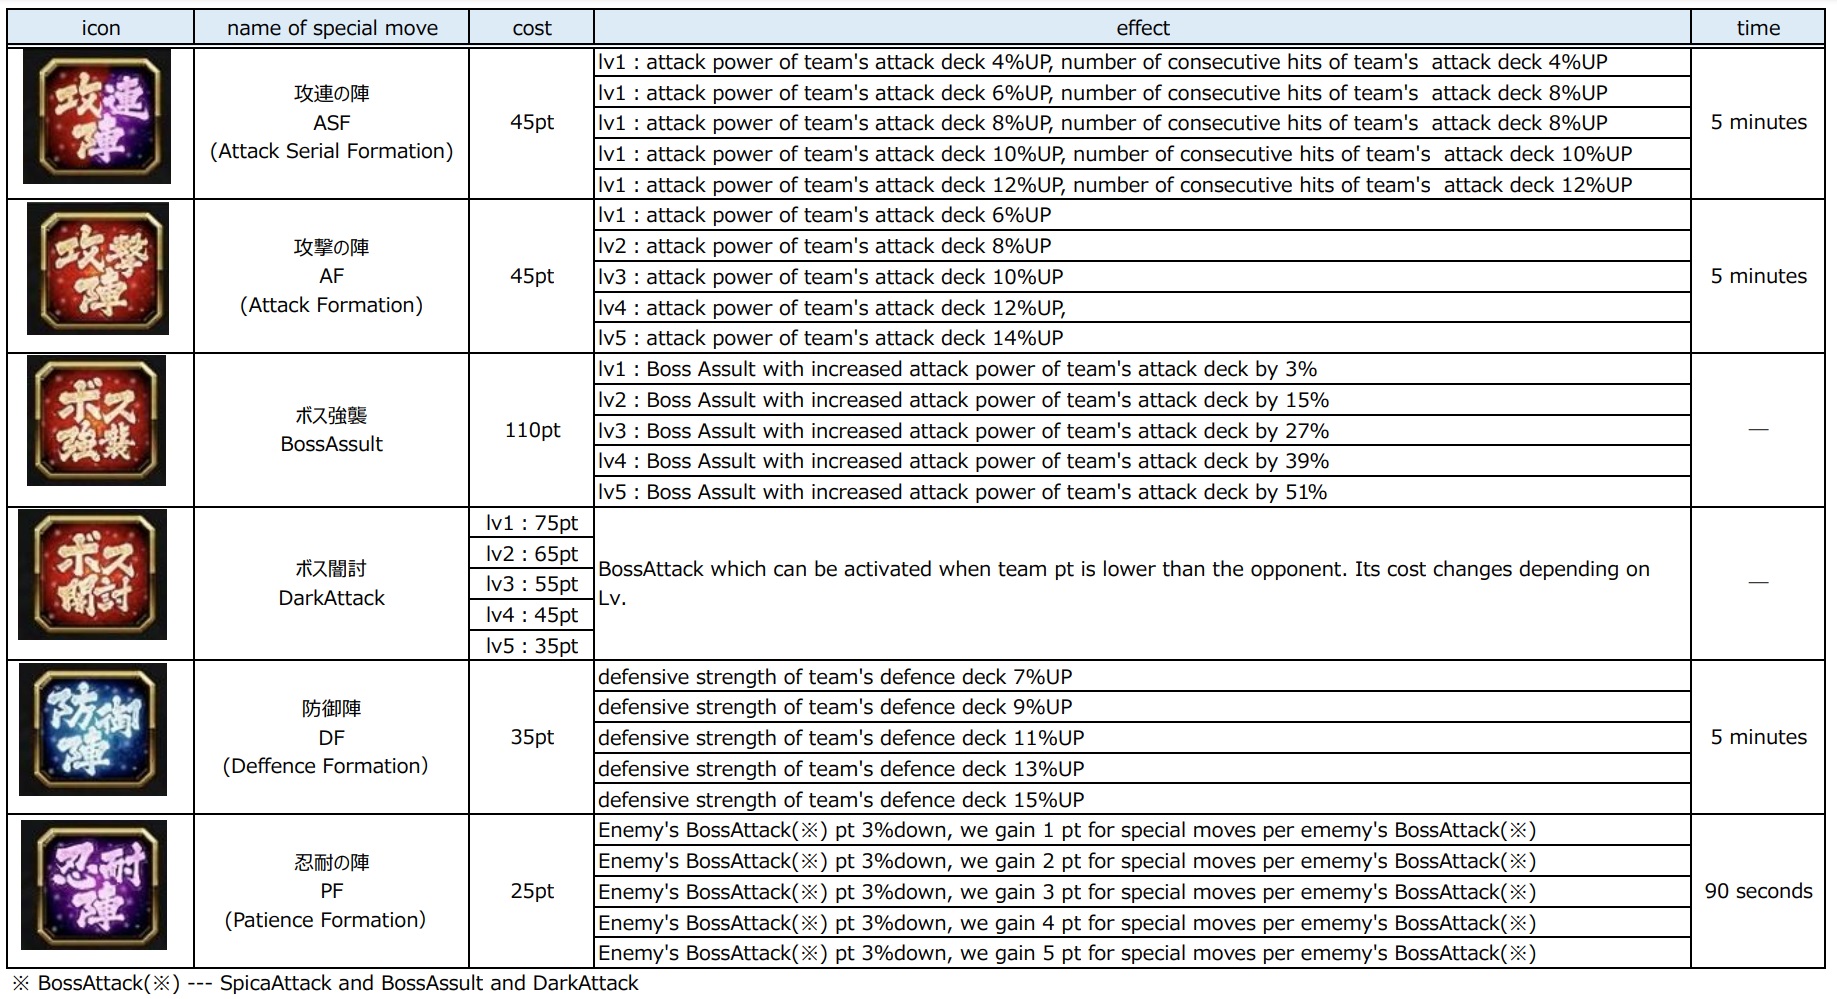 icon name of special move cost effect time
攻連
陣
攻連の陣
ASF
(Attack Serial Formation)
45pt
lv1 : attack power of team's attack deck 4%UP, number of consecutive hits of team's  attack deck 4%UP
lv1 : attack power of team's attack deck 6%UP, number of consecutive hits of team's  attack deck 8%UP
lv1 : attack power of team's attack deck 8%UP, number of consecutive hits of team's  attack deck 8%UP
lv1 : attack power of team's attack deck 10%UP, number of consecutive hits of team's  attack deck 10%UP
lv1 : attack power of team's attack deck 12%UP, number of consecutive hits of team's  attack deck 12%UP
5 minutes
攻撃
陣
攻撃の陣
AF
(Attack Formation)
45pt
lv1 : attack power of team's attack deck 6%UP
lv2 : attack power of team's attack deck 8%UP
lv3 : attack power of team's attack deck 10%UP
lv4 : attack power of team's attack deck 12%UP,
lv5 : attack power of team's attack deck 14%UP
5 minutes
ボス
強襲
ボス強襲
BossAssult
110pt
lv1 : Boss Assult with increased attack power of team's attack deck by 3%
lv2 : Boss Assult with increased attack power of team's attack deck by 15%
lv3 : Boss Assult with increased attack power of team's attack deck by 27%
lv4 : Boss Assult with increased attack power of team's attack deck by 39%
lv5 : Boss Assult with increased attack power of team's attack deck by 51%
—
ボス
闇討
ボス闇討
DarkAttack
lv1 : 75pt
lv2 : 65pt
lv3 : 55pt
lv4 : 45pt
lv5 : 35pt
BossAttack which can be activated when team pt is lower than the opponent. Its cost changes depending on
Lv.
—
防御
陣
防御陣
DF
(Deffence Formation）
35pt
defensive strength of team's defence deck 7%UP
defensive strength of team's defence deck 9%UP
defensive strength of team's defence deck 11%UP
defensive strength of team's defence deck 13%UP
defensive strength of team's defence deck 15%UP
5 minutes
忍耐
陣
忍耐の陣
PF
(Patience Formation）
25pt
Enemy's BossAttack(※) pt 3%down, we gain 1 pt for special moves per ememy's BossAttack(※)
Enemy's BossAttack(※) pt 3%down, we gain 2 pt for special moves per ememy's BossAttack(※)
Enemy's BossAttack(※) pt 3%down, we gain 3 pt for special moves per ememy's BossAttack(※)
Enemy's BossAttack(※) pt 3%down, we gain 4 pt for special moves per ememy's BossAttack(※)
Enemy's BossAttack(※) pt 3%down, we gain 5 pt for special moves per ememy's BossAttack(※)
90 seconds
※ BossAttack(※) --- SpicaAttack and BossAssult and DarkAttack